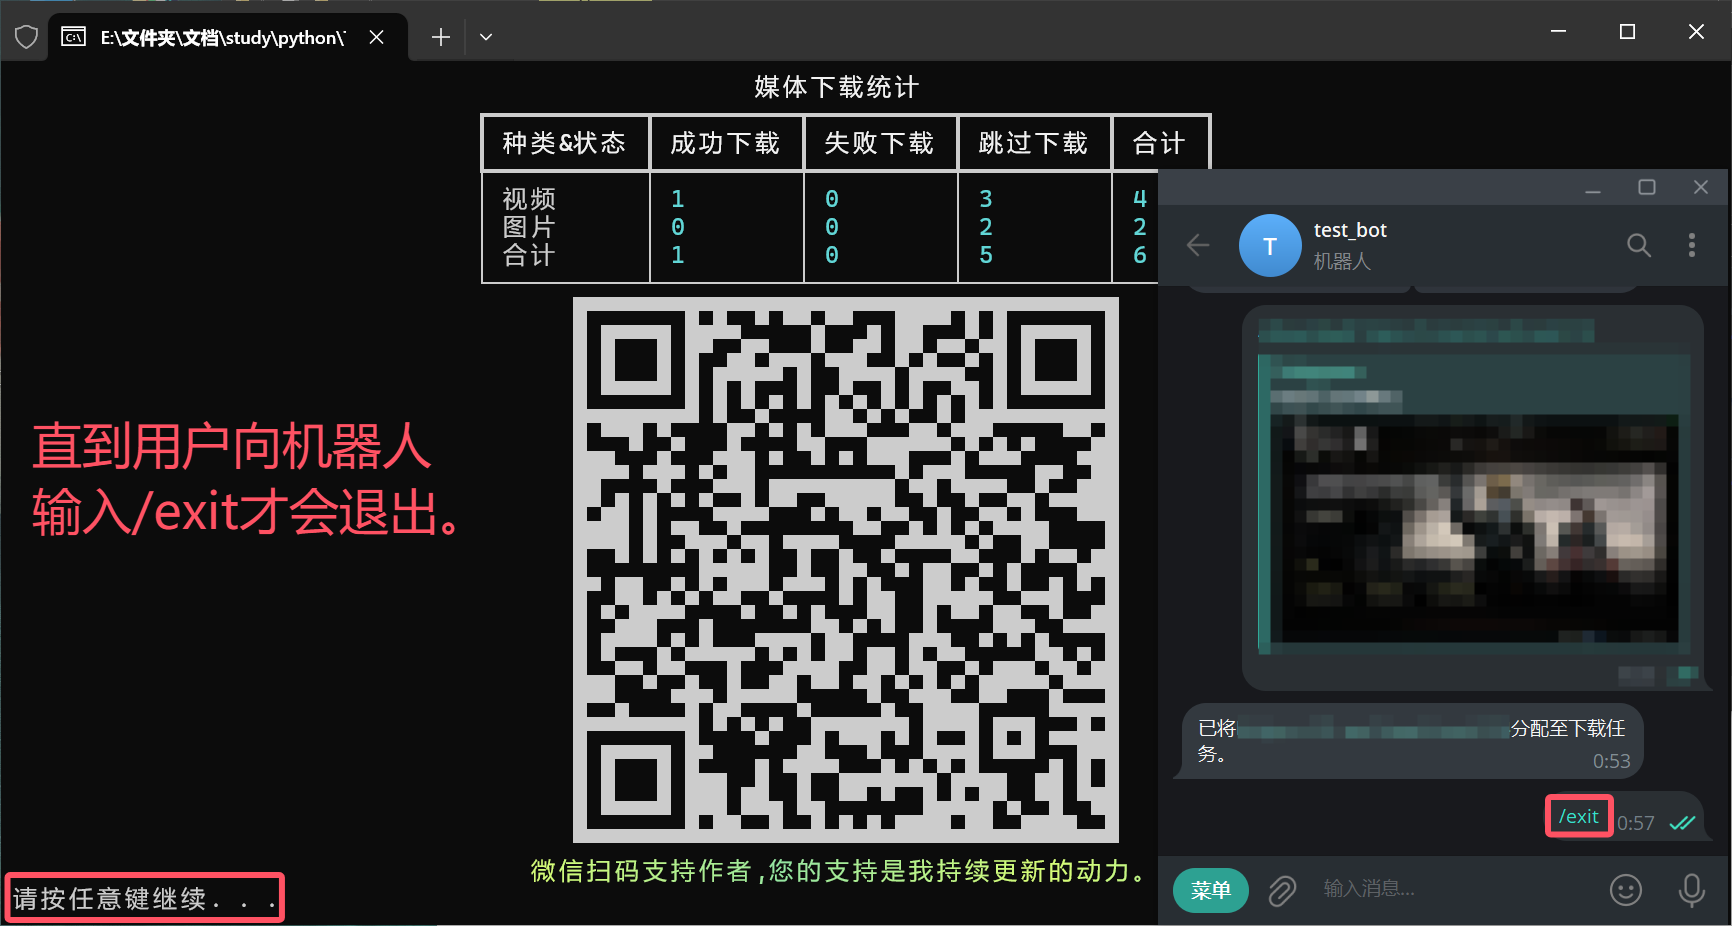 E:\文件夹\文档\study\python\
媒体下载统计
种类&状态 成功下载 失败下载 跳过下载 合计
视频 1 0 3 4
图片 0 0 2 2
合计 1 0 5 6
直到用户向机器人
输入/exit才会退出。
微信扫码支持作者,您的支持是我持续更新的动力。
请按任意键继续. . .
T
test_bot
机器人
已将
分配至下载任
务。
0:53
/exit
0:57
菜单
输入消息...